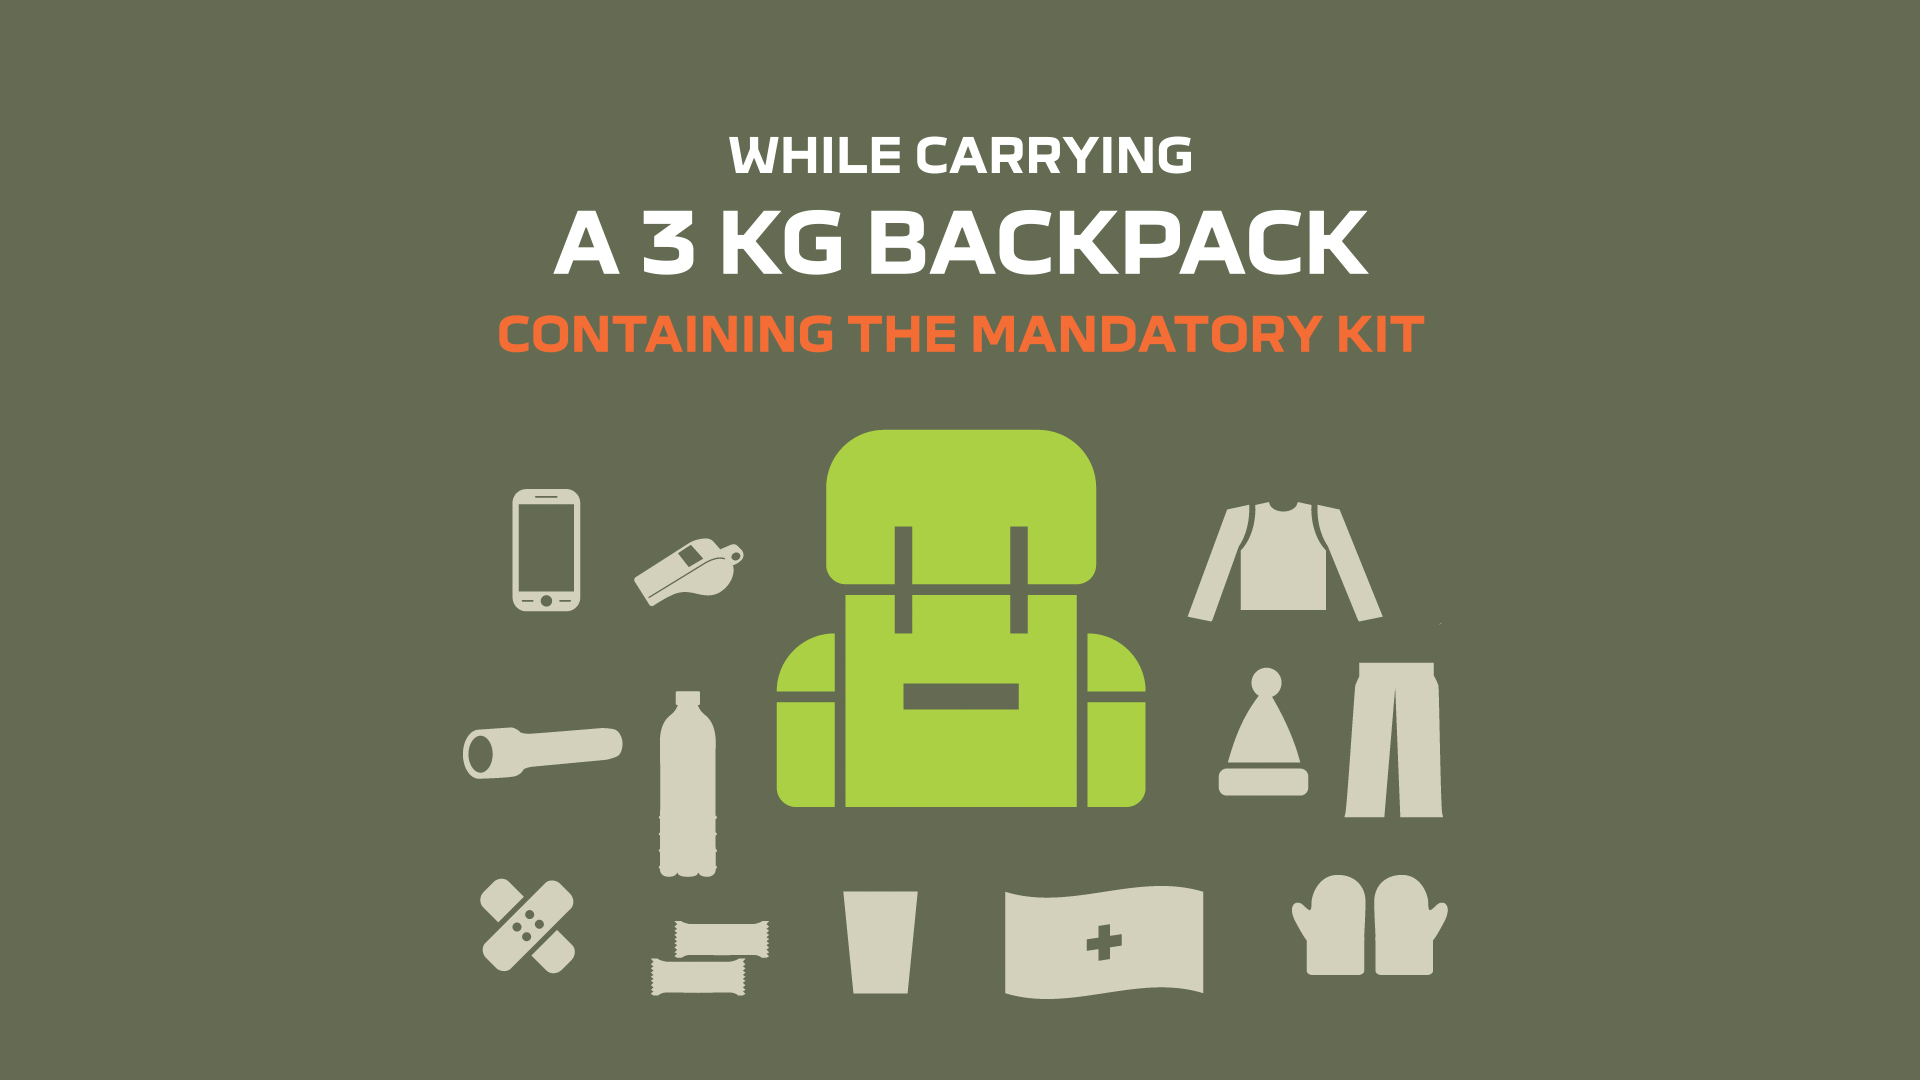 WHILE CARRYING
A 3 KG BACKPACK
CONTAINING THE MANDATORY KIT